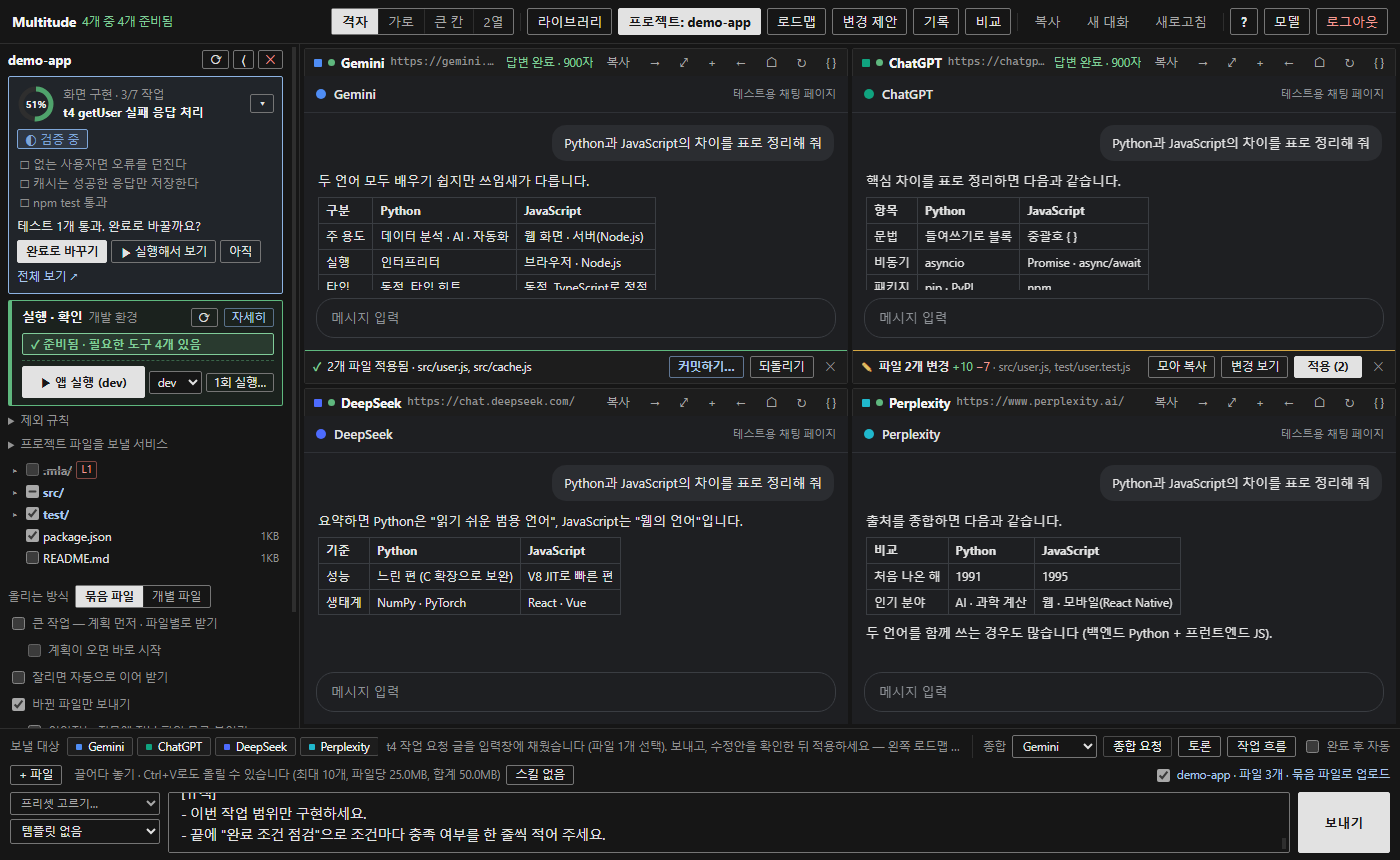 Multitude 4개 중 4개 준비됨
격자 가로 큰 칸 2열 라이브러리 프로젝트: demo-app 로드맵 변경 제안 기록 비교 복사 새 대화 새로고침 ? 모델 로그아웃
demo-app
51%
화면 구현 · 3/7 작업
t4 getUser 실패 응답 처리
검증 중
없는 사용자면 오류를 던진다
캐시는 성공한 응답만 저장한다
npm test 통과
테스트 1개 통과. 완료로 바꿀까요?
완료로 바꾸기 ▶ 실행해서 보기 아직
전체 보기 ↗
실행 · 확인 개발 환경 자세히
✓ 준비됨 · 필요한 도구 4개 있음
▶ 앱 실행 (dev) dev 1회 실행...
▶ 제외 규칙
▶ 프로젝트 파일을 보낼 서비스
.mla/ L1
src/
test/
package.json 1KB
README.md 1KB
올리는 방식 묶음 파일 개별 파일
큰 작업 — 계획 먼저 · 파일별로 받기
계획이 오면 바로 시작
잘리면 자동으로 이어 받기
바뀐 파일만 보내기
Gemini https://gemini.… 답변 완료 · 900자 복사 → ⤢ + ← ↻ { }
Gemini 테스트용 채팅 페이지
Python과 JavaScript의 차이를 표로 정리해 줘
두 언어 모두 배우기 쉽지만 쓰임새가 다릅니다.
구분 Python JavaScript
주 용도 데이터 분석 · AI · 자동화 웹 화면 · 서버(Node.js)
실행 인터프리터 브라우저 · Node.js
타입 동적, 타입 힌트 동적, TypeScript로 정적
메시지 입력
✓ 2개 파일 적용됨 · src/user.js, src/cache.js 커밋하기... 되돌리기 ✕
ChatGPT https://chatgp… 답변 완료 · 900자 복사 → ⤢ + ← ↻ { }
ChatGPT 테스트용 채팅 페이지
Python과 JavaScript의 차이를 표로 정리해 줘
핵심 차이를 표로 정리하면 다음과 같습니다.
항목 Python JavaScript
문법 들여쓰기로 블록 중괄호 { }
비동기 asyncio Promise · async/await
패키지 pip · PyPI npm
메시지 입력
파일 2개 변경 +10 −7 · src/user.js, test/user.test.js 모아 복사 변경 보기 적용 (2) ✕
DeepSeek https://chat.deepseek.com/ 복사 → ⤢ + ← ↻ { }
DeepSeek 테스트용 채팅 페이지
Python과 JavaScript의 차이를 표로 정리해 줘
요약하면 Python은 "읽기 쉬운 범용 언어", JavaScript는 "웹의 언어"입니다.
기준 Python JavaScript
성능 느린 편 (C 확장으로 보완) V8 JIT로 빠른 편
생태계 NumPy · PyTorch React · Vue
메시지 입력
Perplexity https://www.perplexity.ai/ 복사 → ⤢ + ← ↻ { }
Perplexity 테스트용 채팅 페이지
Python과 JavaScript의 차이를 표로 정리해 줘
출처를 종합하면 다음과 같습니다.
비교 Python JavaScript
처음 나온 해 1991 1995
인기 분야 AI · 과학 계산 웹 · 모바일(React Native)
두 언어를 함께 쓰는 경우도 많습니다 (백엔드 Python + 프런트엔드 JS).
메시지 입력
보낼 대상 Gemini ChatGPT DeepSeek Perplexity t4 작업 요청 글을 입력창에 채웠습니다 (파일 1개 선택). 보내고, 수정안을 확인한 뒤 적용하세요 — 왼쪽 로드맵 ... 종합 Gemini 종합 요청 토론 작업 흐름 완료 후 자동
+ 파일 끌어다 놓기 · Ctrl+V로도 올릴 수 있습니다 (최대 10개, 파일당 25.0MB, 합계 50.0MB) 스킬 없음 demo-app · 파일 3개 · 묶음 파일로 업로드
프리셋 고르기...
템플릿 없음
- 이번 작업 범위만 구현하세요.
- 끝에 "완료 조건 점검"으로 조건마다 충족 여부를 한 줄씩 적어 주세요.
보내기